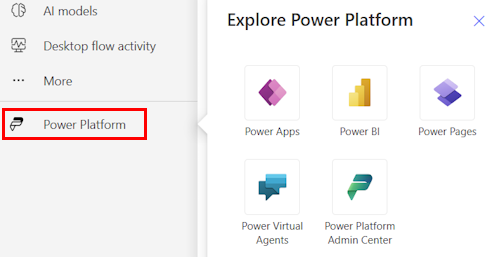 AI models
Desktop flow activity
More
Power Platform
Explore Power Platform
Power Apps
Power BI
Power Pages
Power Virtual
Agents
Power Platform
Admin Center